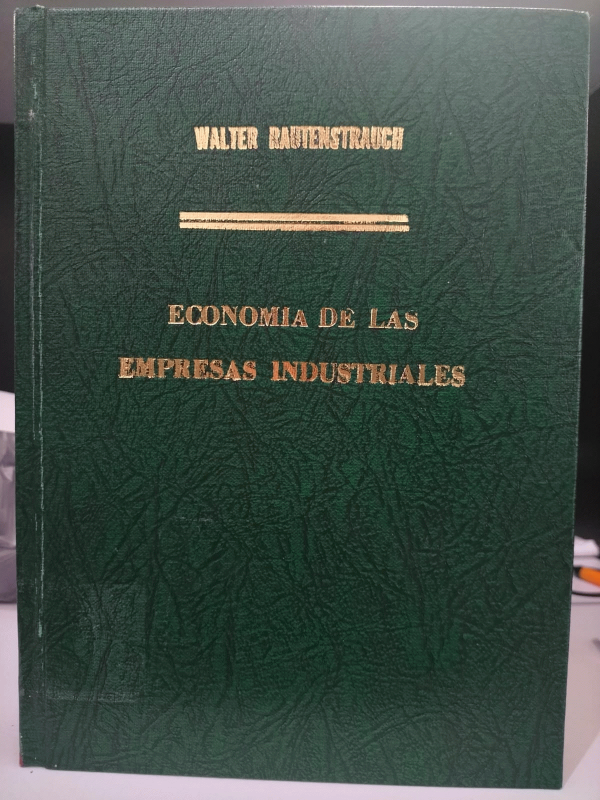 WALTER RAUTENSTRAUCH
ECONOMIA DE LAS
EMPRESAS INDUSTRIALES